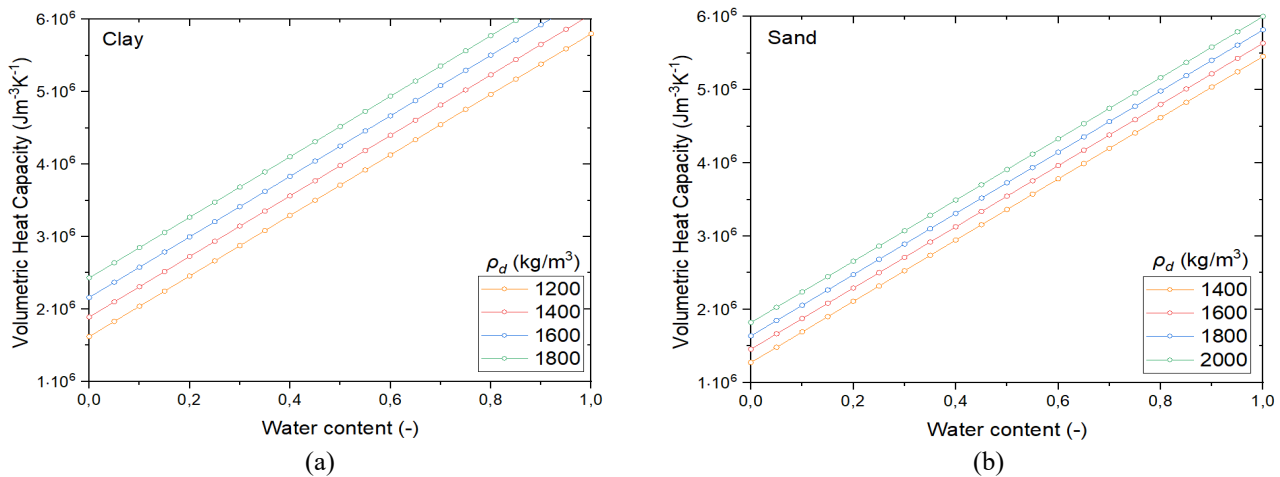 Clay
Volumetric Heat Capacity (Jm⁻³K⁻¹)
6·10⁶
5·10⁶
4·10⁶
3·10⁶
2·10⁶
1·10⁶
0,0 0,2 0,4 0,6 0,8 1,0
Water content (-)
ρd (kg/m³)
1200
1400
1600
1800
(a)
Sand
Volumetric Heat Capacity (Jm⁻³K⁻¹)
6·10⁶
5·10⁶
4·10⁶
3·10⁶
2·10⁶
1·10⁶
0,0 0,2 0,4 0,6 0,8 1,0
Water content (-)
ρd (kg/m³)
1400
1600
1800
2000
(b)